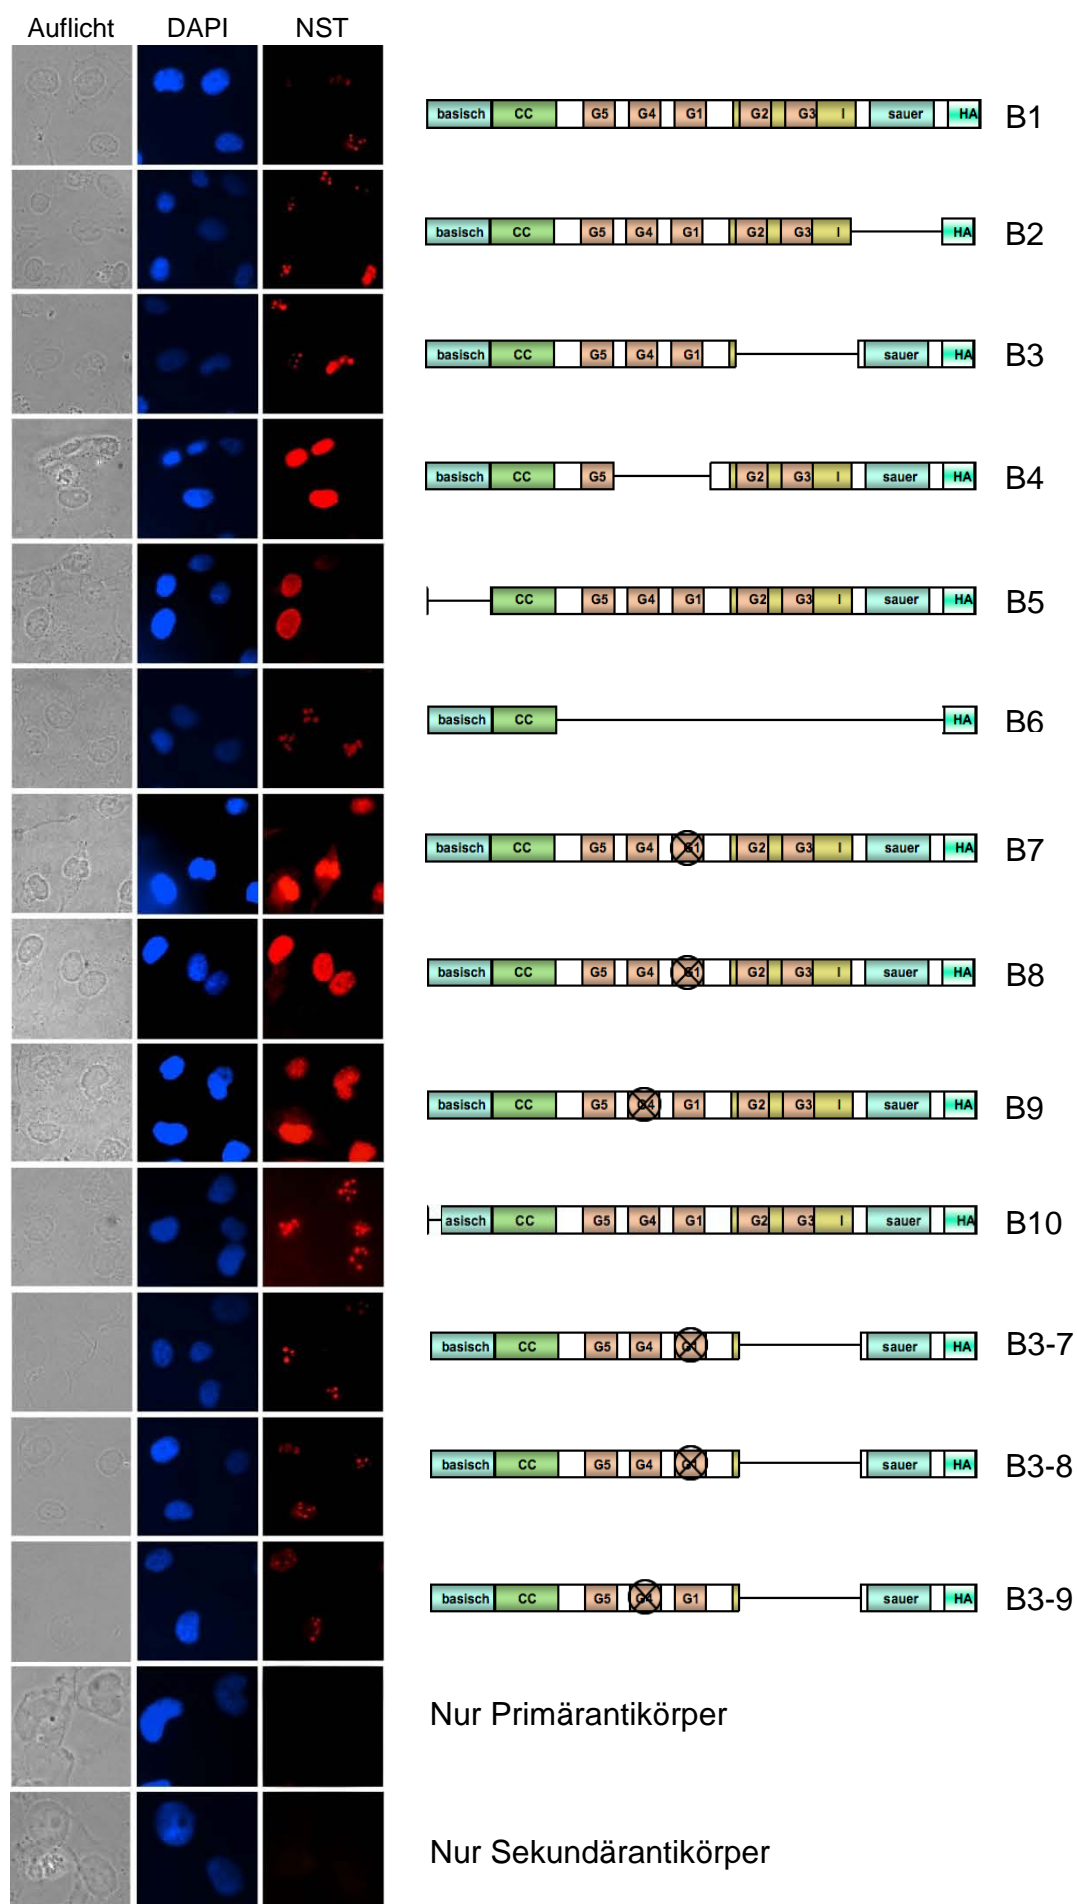 Auflicht DAPI NST
basisch CC G5 G4 G1 G2 G3 I sauer HA B1
basisch CC G5 G4 G1 G2 G3 I HA B2
basisch CC G5 G4 G1 sauer HA B3
basisch CC G5 G2 G3 I sauer HA B4
CC G5 G4 G1 G2 G3 I sauer HA B5
basisch CC HA B6
basisch CC G5 G4 G1 G2 G3 I sauer HA B7
basisch CC G5 G4 G1 G2 G3 I sauer HA B8
basisch CC G5 G4 G1 G2 G3 I sauer HA B9
asisch CC G5 G4 G1 G2 G3 I sauer HA B10
basisch CC G5 G4 G1 sauer HA B3-7
basisch CC G5 G4 G1 sauer HA B3-8
basisch CC G5 G4 G1 sauer HA B3-9
Nur Primärantikörper
Nur Sekundärantikörper